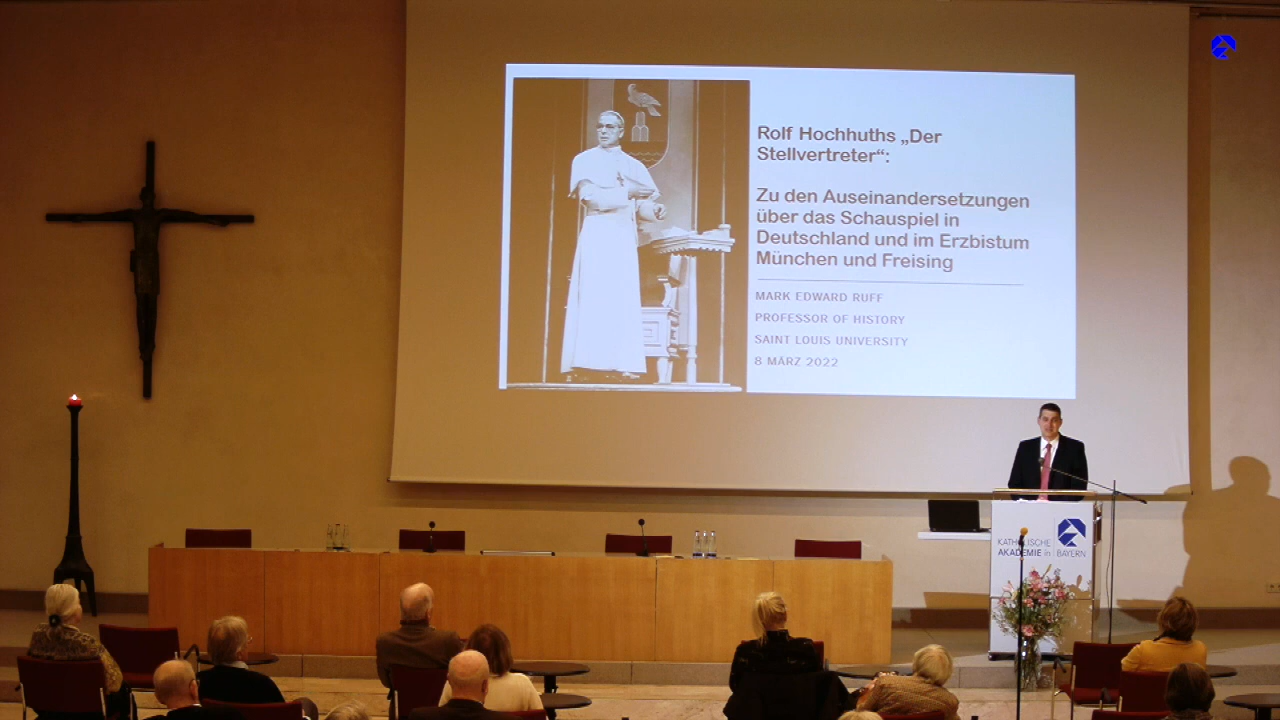 Rolf Hochhuths „Der
Stellvertreter“:
Zu den Auseinandersetzungen
über das Schauspiel in
Deutschland und im Erzbistum
München und Freising
MARK EDWARD RUFF
PROFESSOR OF HISTORY
SAINT LOUIS UNIVERSITY
8 MÄRZ 2022
KATHOLISCHE
AKADEMIE in BAYERN